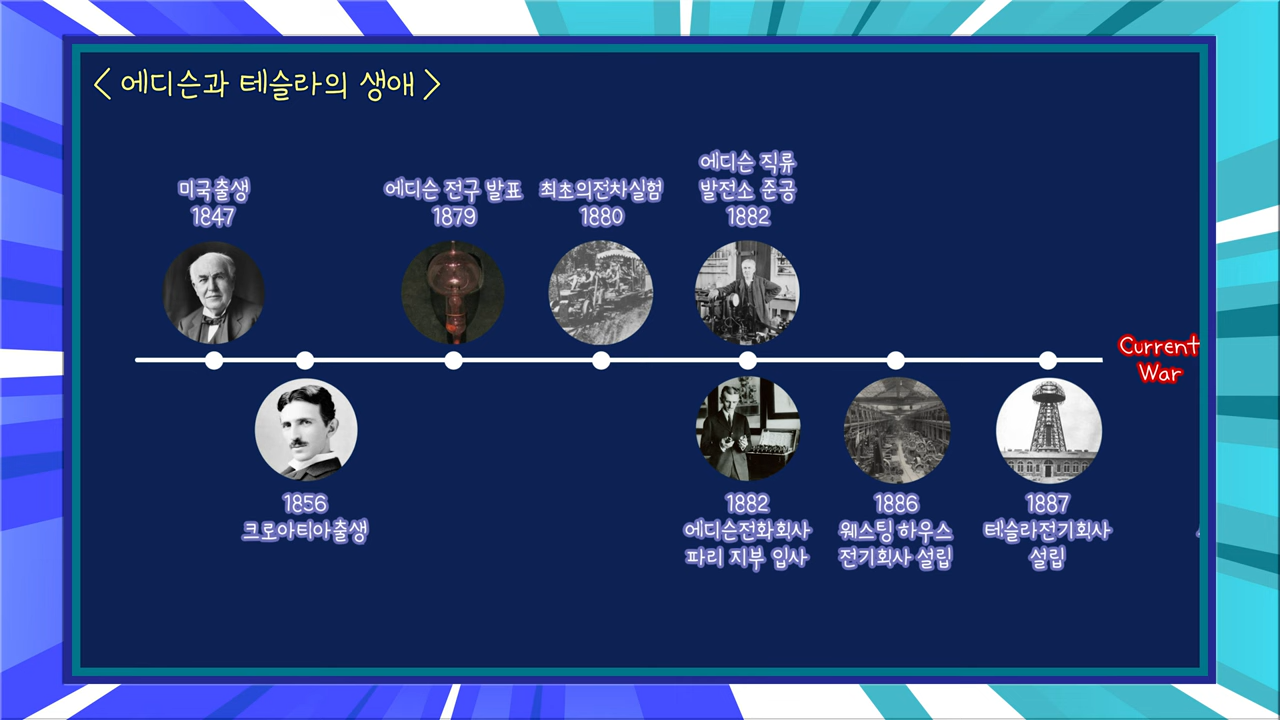 < 에디슨과 테슬라의 생애 >
미국출생
1847
에디슨 전구 발표
1879
최초의전차실험
1880
에디슨 직류
발전소 준공
1882
Current
War
1856
크로아티아출생
1882
에디슨전화회사
파리 지부 입사
1886
웨스팅 하우스
전기회사 설립
1887
테슬라전기회사
설립